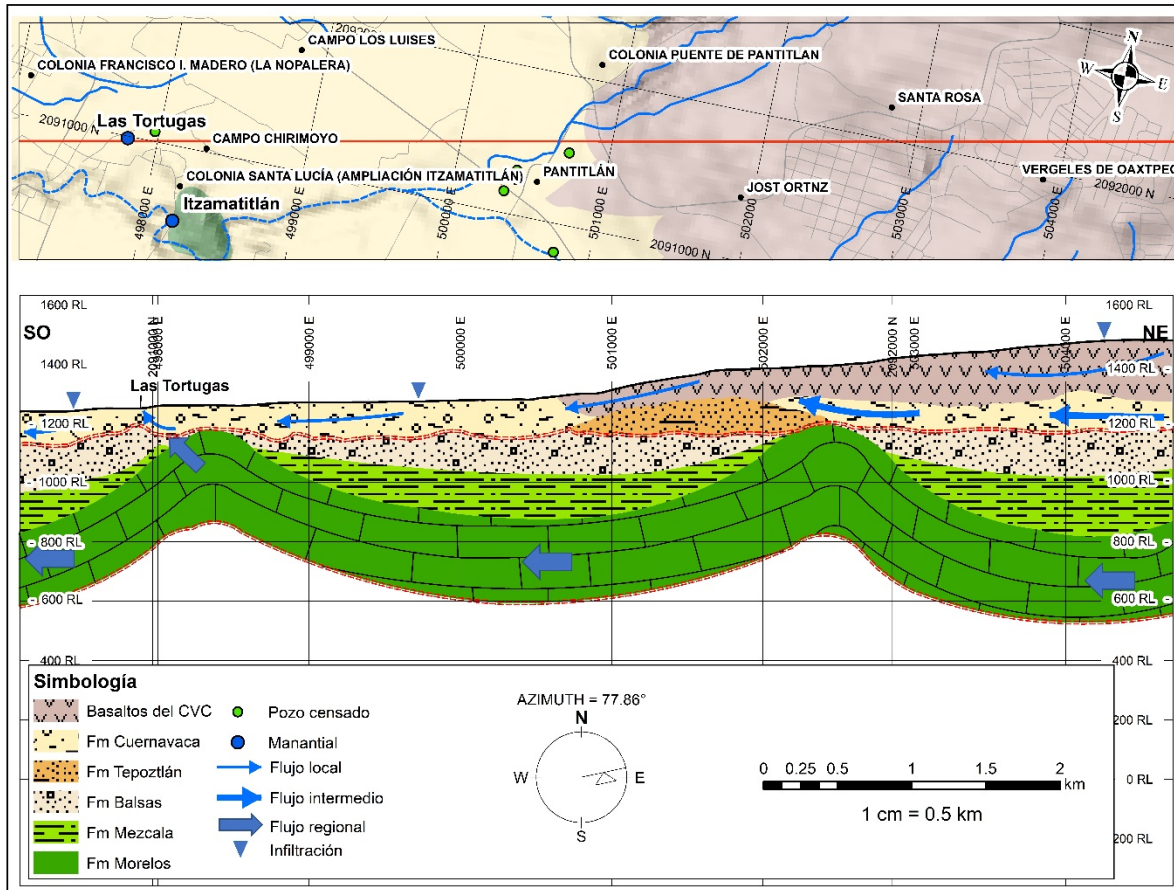 2092000 N
CAMPO LOS LUISES
COLONIA PUENTE DE PANTITLAN
COLONIA FRANCISCO I. MADERO (LA NOPALERA)
SANTA ROSA
N
W
E
S
2091000 N
Las Tortugas
CAMPO CHIRIMOYO
COLONIA SANTA LUCÍA (AMPLIACIÓN ITZAMATITLÁN)
PANTITLÁN
VERGELES DE OAXTPEC
JOST ORTNZ
2092000 N
Itzamatitlán
498000 E
499000 E
500000 E
501000 E
2091000 N
502000 E
503000 E
504000 E
1600 RL
1600 RL
SO
NE
2091000 N
498000 E
499000 E
500000 E
501000 E
502000 E
2092000 N
503000 E
504000 E
1400 RL
1400 RL
Las Tortugas
1200 RL
1200 RL
1000 RL
1000 RL
800 RL
800 RL
600 RL
600 RL
400 RL
400 RL
Simbología
Basaltos del CVC
Fm Cuernavaca
Fm Tepoztlán
Fm Balsas
Fm Mezcala
Fm Morelos
Pozo censado
Manantial
Flujo local
Flujo intermedio
Flujo regional
Infiltración
AZIMUTH = 77.86°
N
W
E
S
0 0.25 0.5 1 1.5 2
km
1 cm = 0.5 km
200 RL
0 RL
200 RL